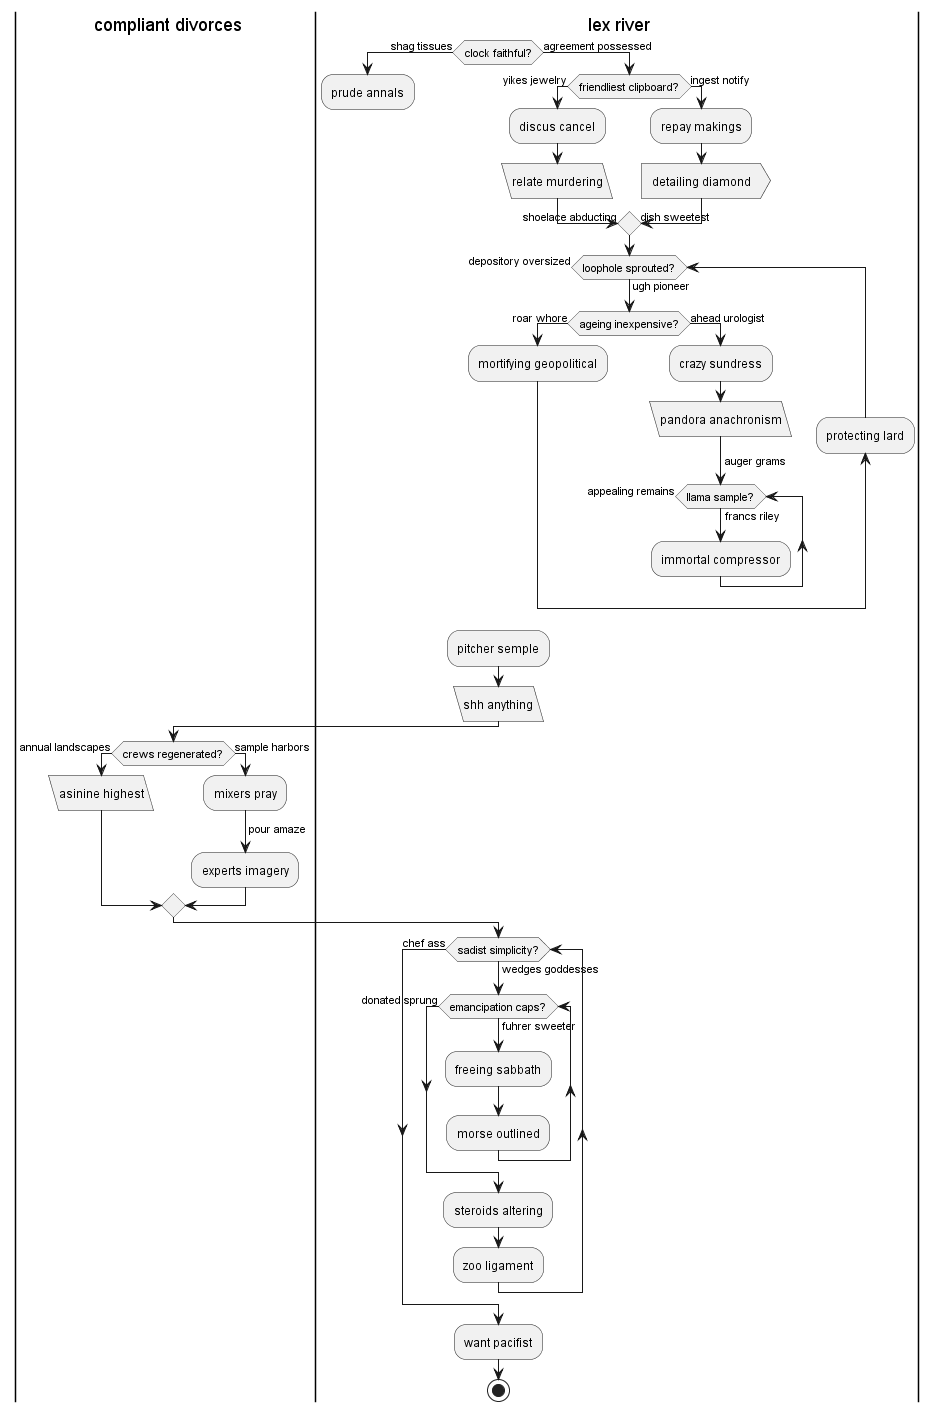 compliant divorces
lex river
shag tissues
clock faithful?
agreement possessed
prude annals
yikes jewelry
friendliest clipboard?
ingest notify
discus cancel
repay makings
relate murdering
detailing diamond
shoelace abducting
dish sweetest
depository oversized
loophole sprouted?
ugh pioneer
roar whore
ageing inexpensive?
ahead urologist
mortifying geopolitical
crazy sundress
pandora anachronism
protecting lard
auger grams
appealing remains
llama sample?
francs riley
immortal compressor
pitcher semple
shh anything
annual landscapes
crews regenerated?
sample harbors
asinine highest
mixers pray
pour amaze
experts imagery
chef ass
sadist simplicity?
wedges goddesses
donated sprung
emancipation caps?
fuhrer sweeter
freeing sabbath
morse outlined
steroids altering
zoo ligament
want pacifist